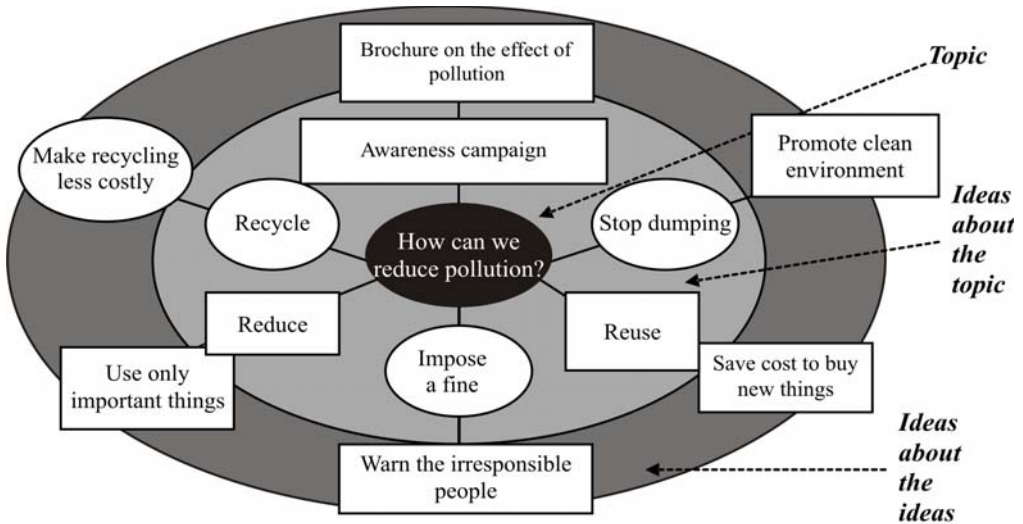 Brochure on the effect of
pollution
Topic
Awareness campaign
Promote clean
environment
Make recycling
less costly
Recycle
Stop dumping
Ideas
about
the
topic
How can we
reduce pollution?
Reduce
Reuse
Impose
a fine
Use only
important things
Save cost to buy
new things
Ideas
about
the
ideas
Warn the irresponsible
people